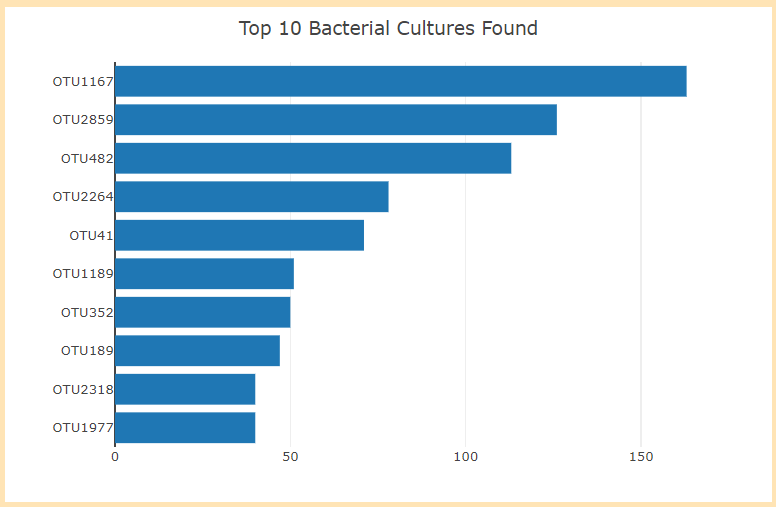 Top 10 Bacterial Cultures Found
OTU1167
OTU2859
OTU482
OTU2264
OTU41
OTU1189
OTU352
OTU189
OTU2318
OTU1977
0 50 100 150